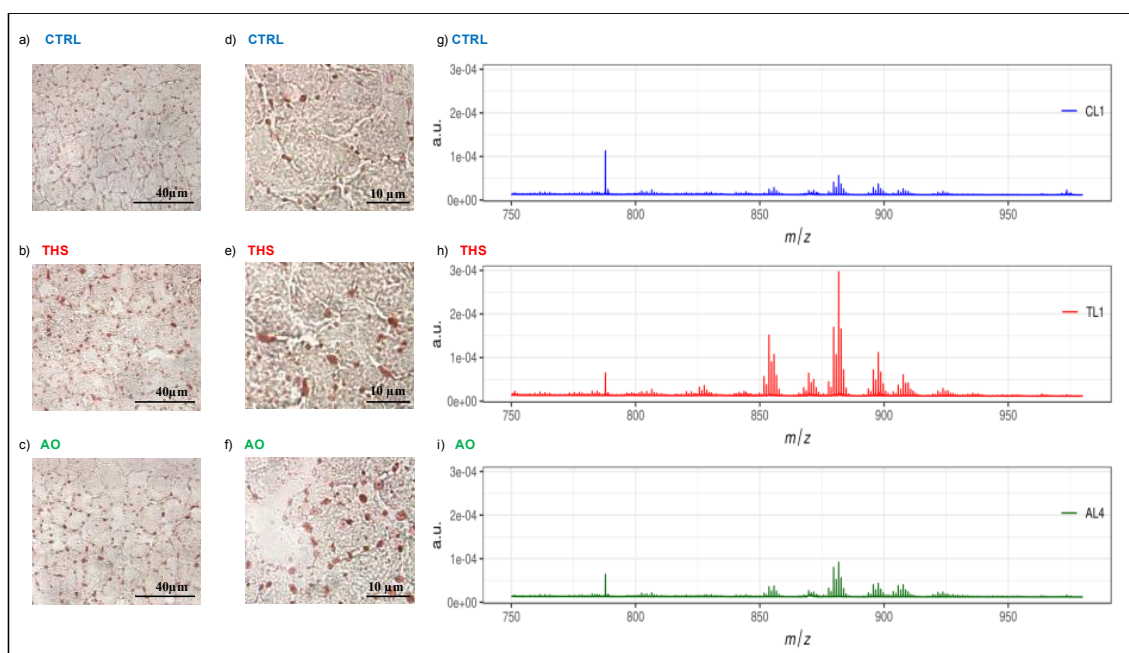 a) CTRL
40μm
b) THS
40μm
c) AO
40μm
d) CTRL
10 μm
e) THS
10 μm
f) AO
10 μm
g) CTRL
3e-04
2e-04
1e-04
0e+00
a.u.
750 800 850 900 950
m/z
CL1
h) THS
3e-04
2e-04
1e-04
0e+00
a.u.
750 800 850 900 950
m/z
TL1
i) AO
3e-04
2e-04
1e-04
0e+00
a.u.
750 800 850 900 950
m/z
AL4